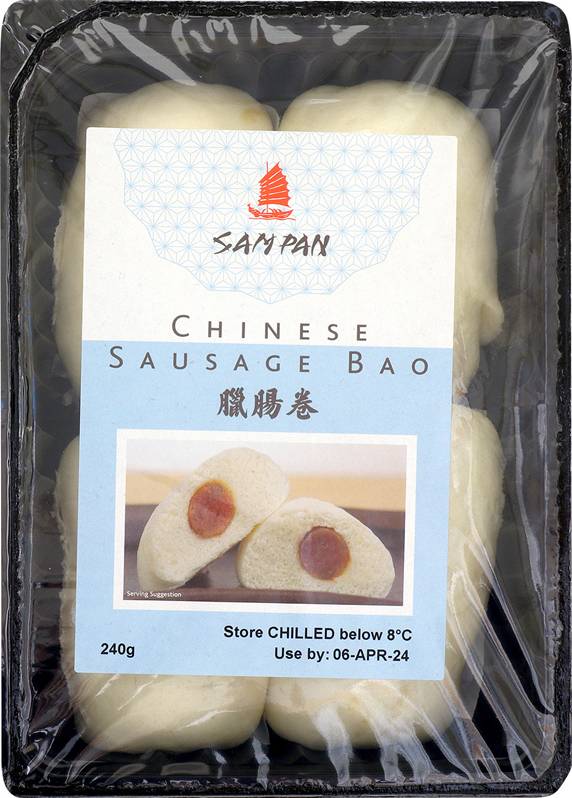 SAMPAN
CHINESE
SAUSAGE BAO
臘腸卷
Serving Suggestion
Store CHILLED below 8°C
240g
Use by: 06-APR-24